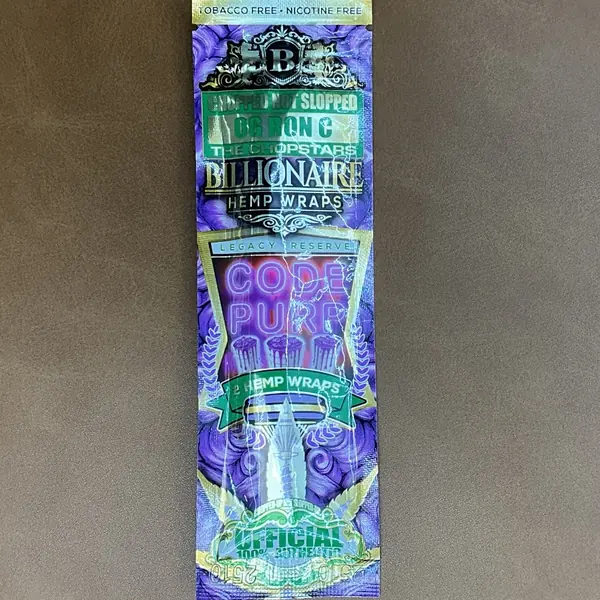 TOBACCO FREE • NICOTINE FREE
B
CHOPPED NOT SLOPPED
OG RON C
THE CHOPSTARS
BILLIONAIRE
HEMP WRAPS
LEGACY RESERVE
CODE
PURP
2 HEMP WRAPS
OFFICIAL
100% AUTHENTIC